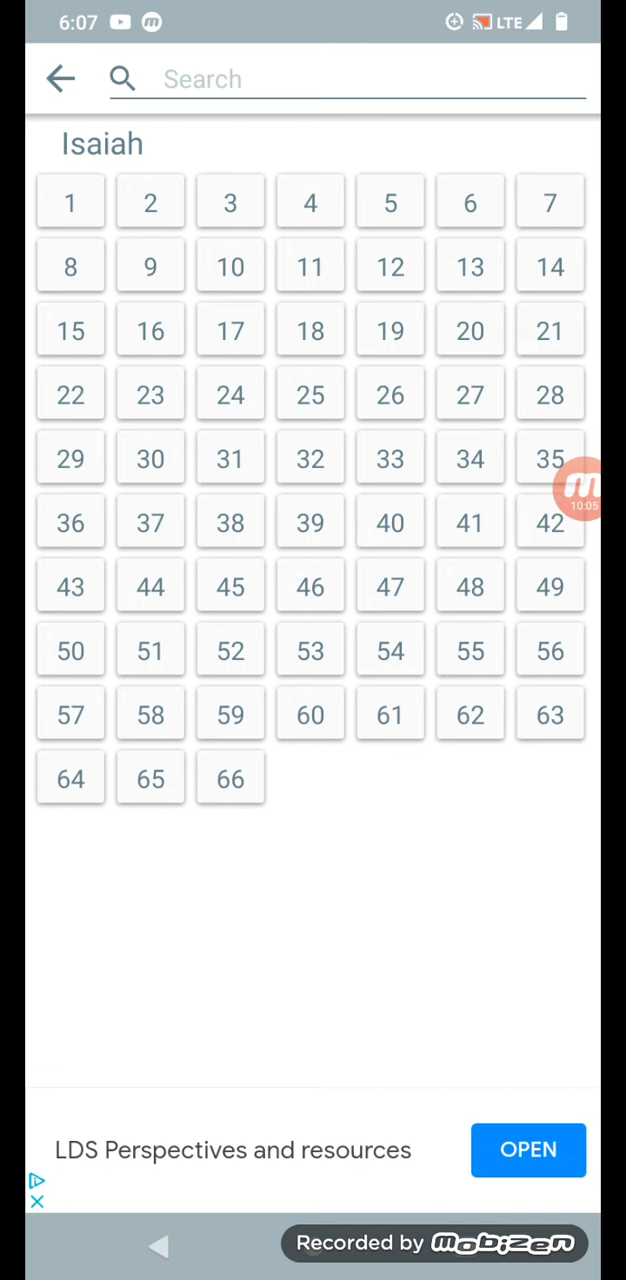 6:07 LTE
Search
Isaiah
1 2 3 4 5 6 7
8 9 10 11 12 13 14
15 16 17 18 19 20 21
22 23 24 25 26 27 28
29 30 31 32 33 34 35
36 37 38 39 40 41 42
10:05
43 44 45 46 47 48 49
50 51 52 53 54 55 56
57 58 59 60 61 62 63
64 65 66
LDS Perspectives and resources OPEN
Recorded by mobizen